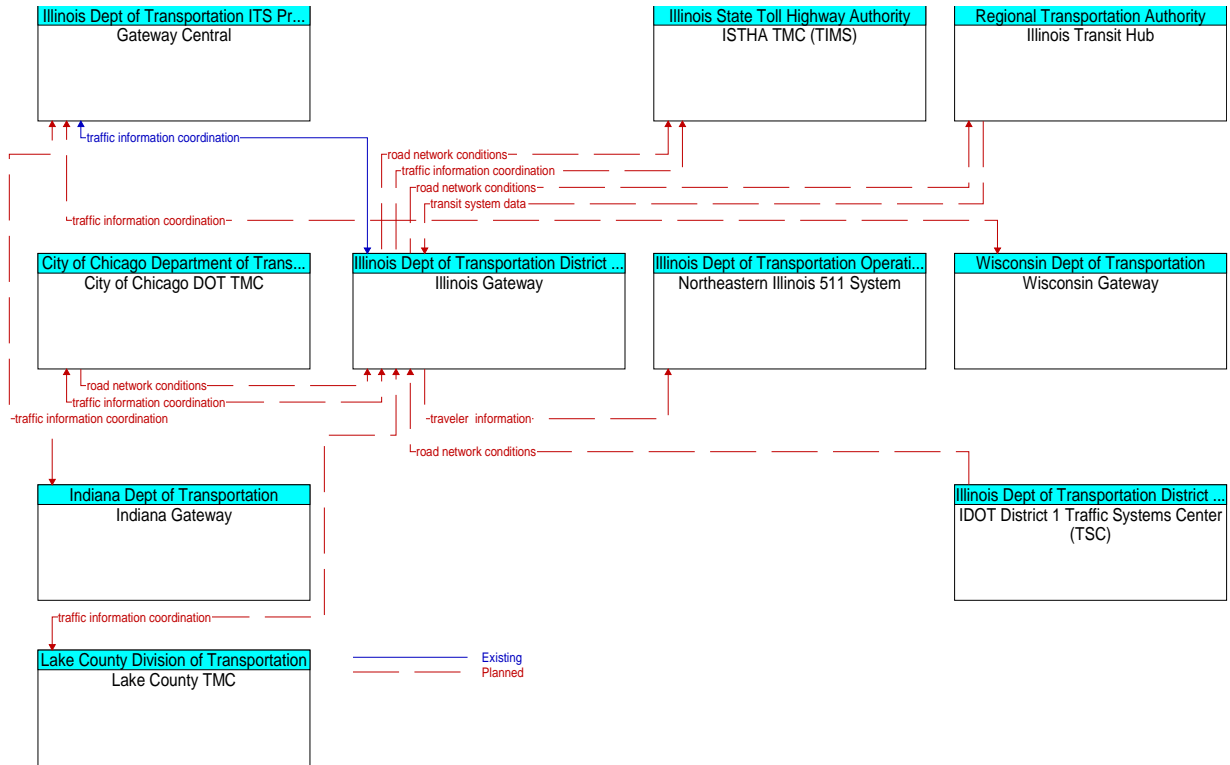 Illinois Dept of Transportation ITS Pr...
Gateway Central
Illinois State Toll Highway Authority
ISTHA TMC (TIMS)
Regional Transportation Authority
Illinois Transit Hub
traffic information coordination
road network conditions
traffic information coordination
road network conditions
transit system data
traffic information coordination
City of Chicago Department of Trans...
City of Chicago DOT TMC
Illinois Dept of Transportation District ...
Illinois Gateway
Illinois Dept of Transportation Operati...
Northeastern Illinois 511 System
Wisconsin Dept of Transportation
Wisconsin Gateway
road network conditions
traffic information coordination
traffic information coordination
traveler information
road network conditions
Indiana Dept of Transportation
Indiana Gateway
Illinois Dept of Transportation District ...
IDOT District 1 Traffic Systems Center
(TSC)
traffic information coordination
Lake County Division of Transportation
Lake County TMC
Existing
Planned